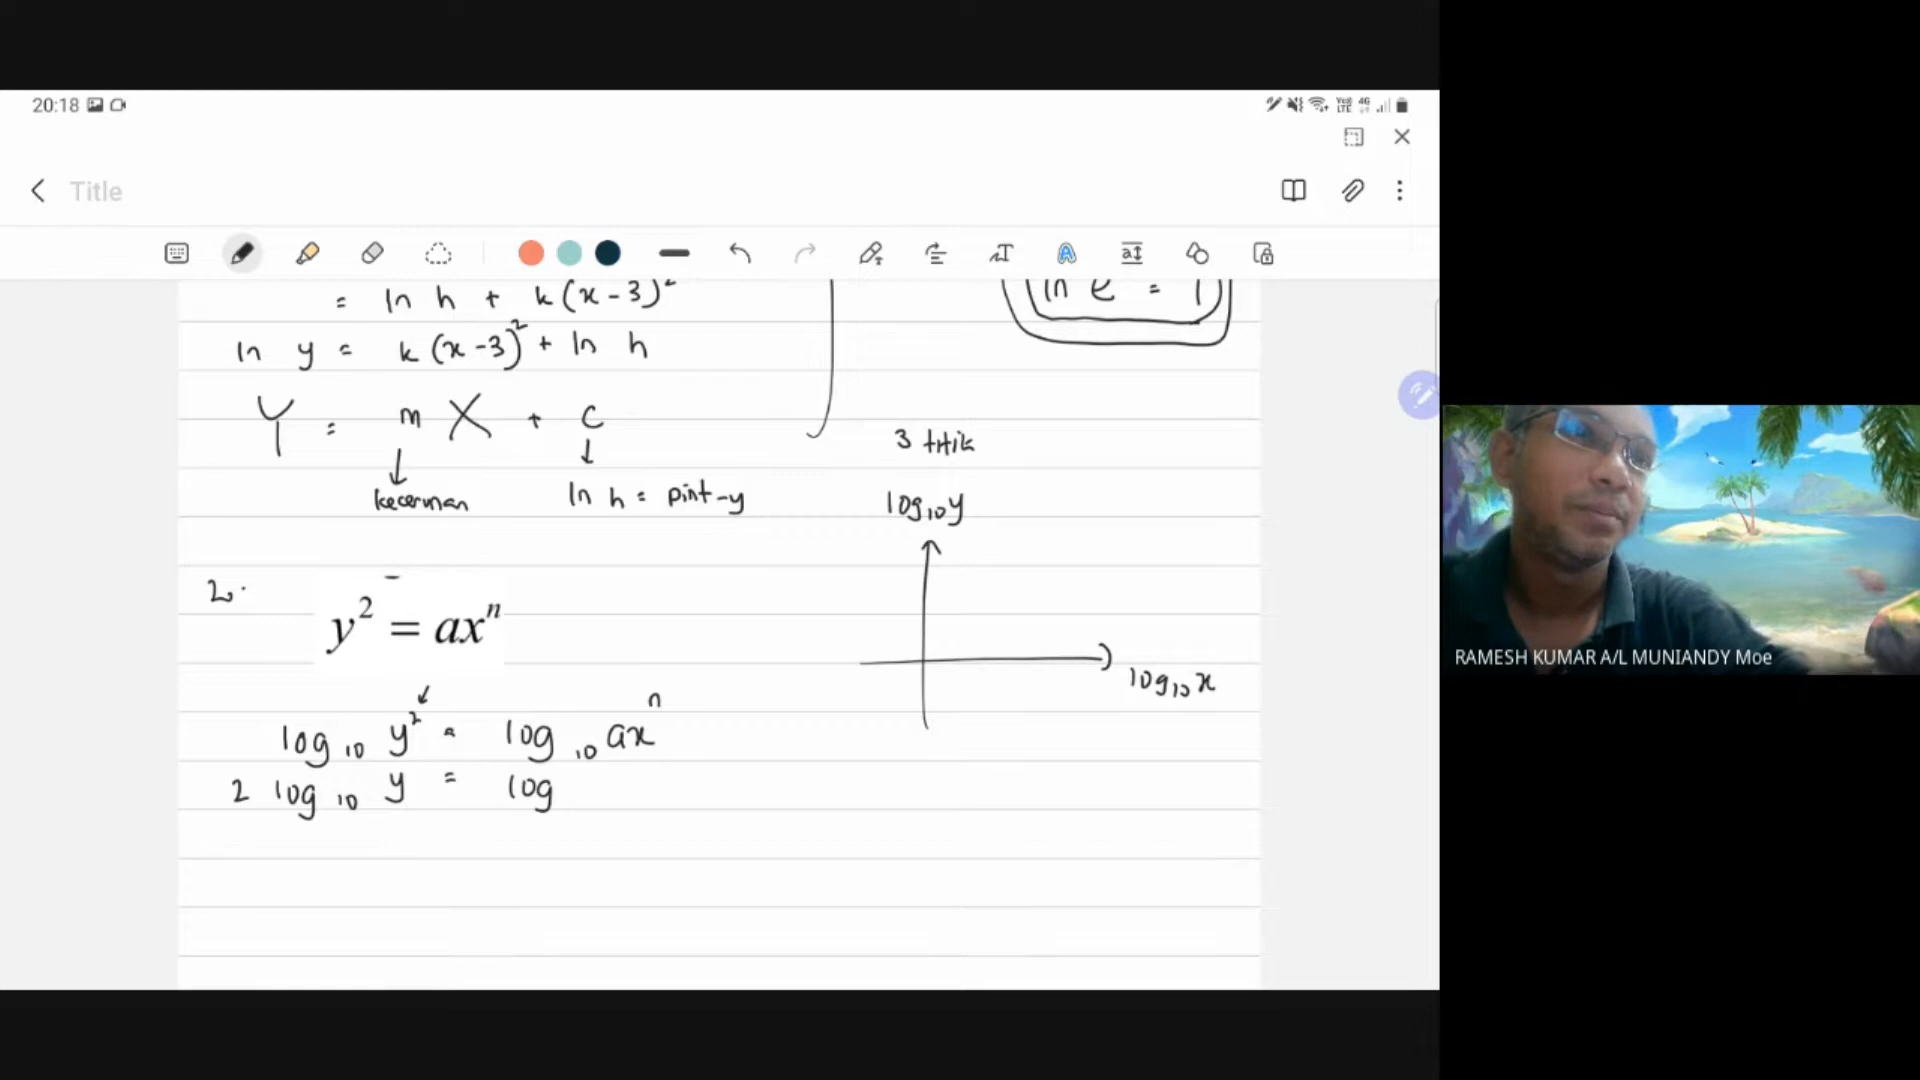 20:18
Title
= ln h + k(x-3)²
ln e = 1
ln y = k(x-3)² + ln h
Y = m X + c
kecerunan
ln h = pint-y
3 titik
log₁₀y
log₁₀x
2.
y² = axⁿ
log₁₀ y² = log₁₀ axⁿ
2 log₁₀ y = log
RAMESH KUMAR A/L MUNIANDY Moe